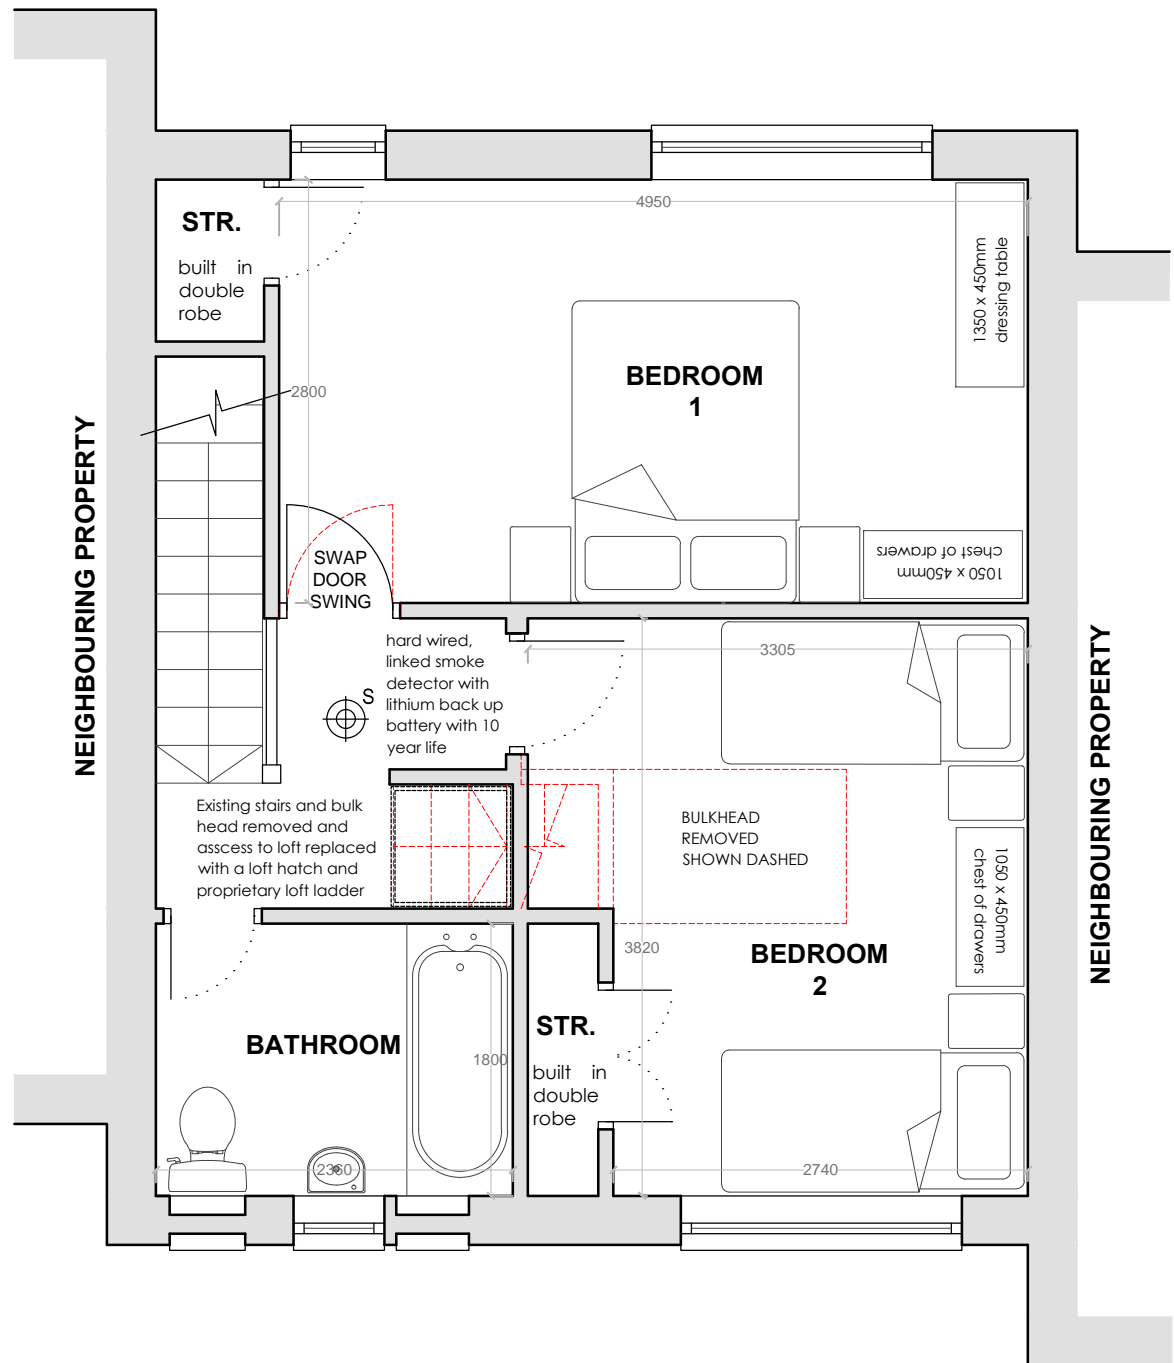 STR.
built in
double
robe
4950
1350 x 450mm
dressing table
BEDROOM
1
2800
NEIGHBOURING PROPERTY
SWAP
DOOR
SWING
1050 x 450mm
chest of drawers
hard wired,
linked smoke
detector with
lithium back up
battery with 10
year life
S
3305
NEIGHBOURING PROPERTY
Existing stairs and bulk
head removed and
asscess to loft replaced
with a loft hatch and
proprietary loft ladder
BULKHEAD
REMOVED
SHOWN DASHED
1050 x 450mm
chest of drawers
3820
BEDROOM
2
BATHROOM
1800
STR.
built in
double
robe
2360
2740